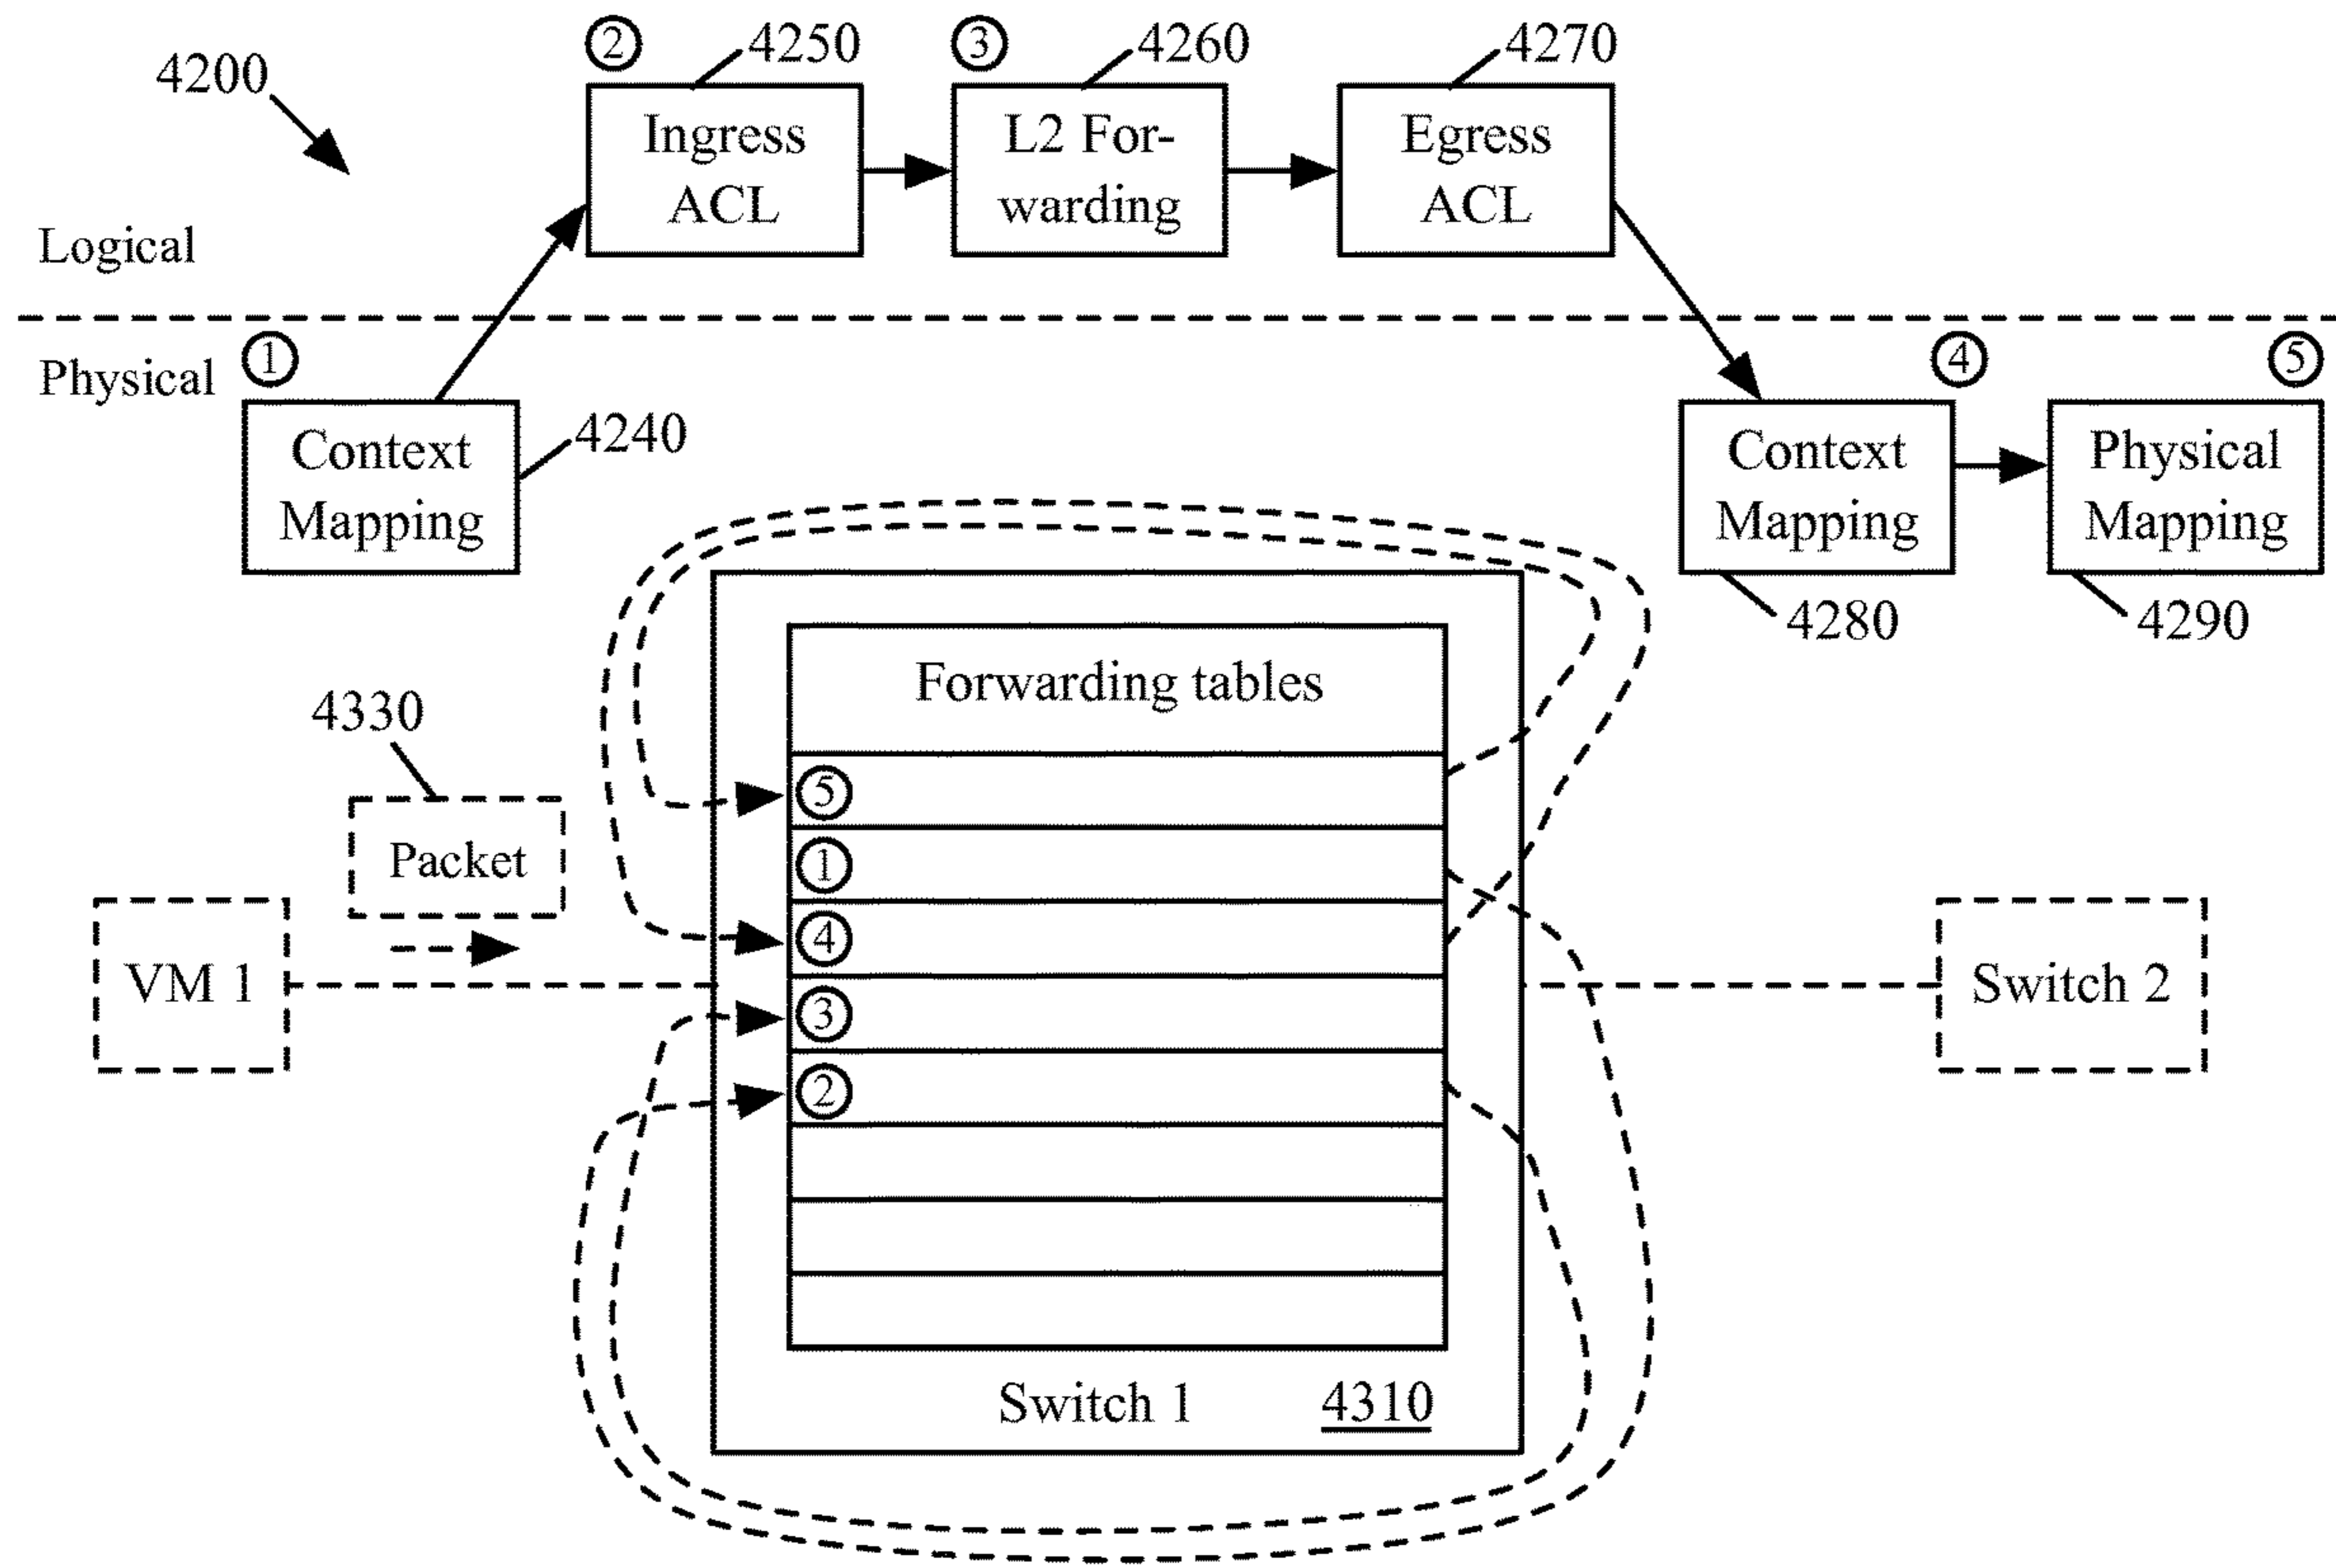 ② 4250 ③ 4260 4270
4200
Ingress
ACL
L2 For-
warding
Egress
ACL
Logical
Physical
① ④ ⑤
Context
Mapping
4240
Context
Mapping
Physical
Mapping
4280 4290
Forwarding tables
4330
Packet
⑤
①
④
③
②
VM 1
Switch 2
Switch 1 4310